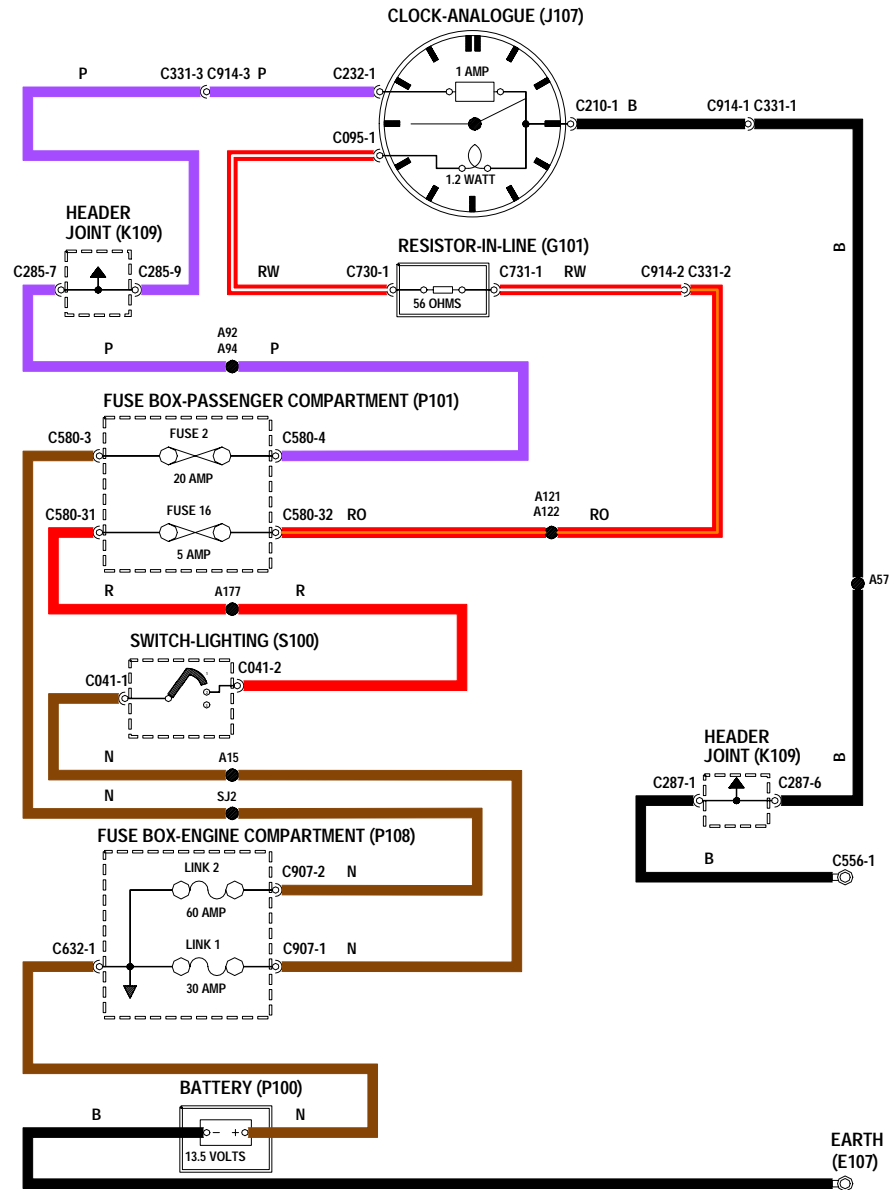 CLOCK-ANALOGUE (J107)
P
C331-3 C914-3 P
C232-1
1 AMP
C210-1 B
C914-1 C331-1
C095-1
1.2 WATT
B
HEADER
JOINT (K109)
C285-7
C285-9
RESISTOR-IN-LINE (G101)
RW
C730-1
C731-1
RW
C914-2 C331-2
56 OHMS
A92
A94
P
P
FUSE BOX-PASSENGER COMPARTMENT (P101)
C580-3
FUSE 2
C580-4
20 AMP
C580-31
FUSE 16
C580-32 RO
A121
A122
RO
5 AMP
A57
R
A177
R
SWITCH-LIGHTING (S100)
C041-1
C041-2
HEADER
JOINT (K109)
B
N
A15
C287-1
C287-6
N
SJ2
FUSE BOX-ENGINE COMPARTMENT (P108)
B
C556-1
LINK 2
C907-2 N
60 AMP
C632-1
LINK 1
C907-1 N
30 AMP
BATTERY (P100)
B
N
- +
13.5 VOLTS
EARTH
(E107)